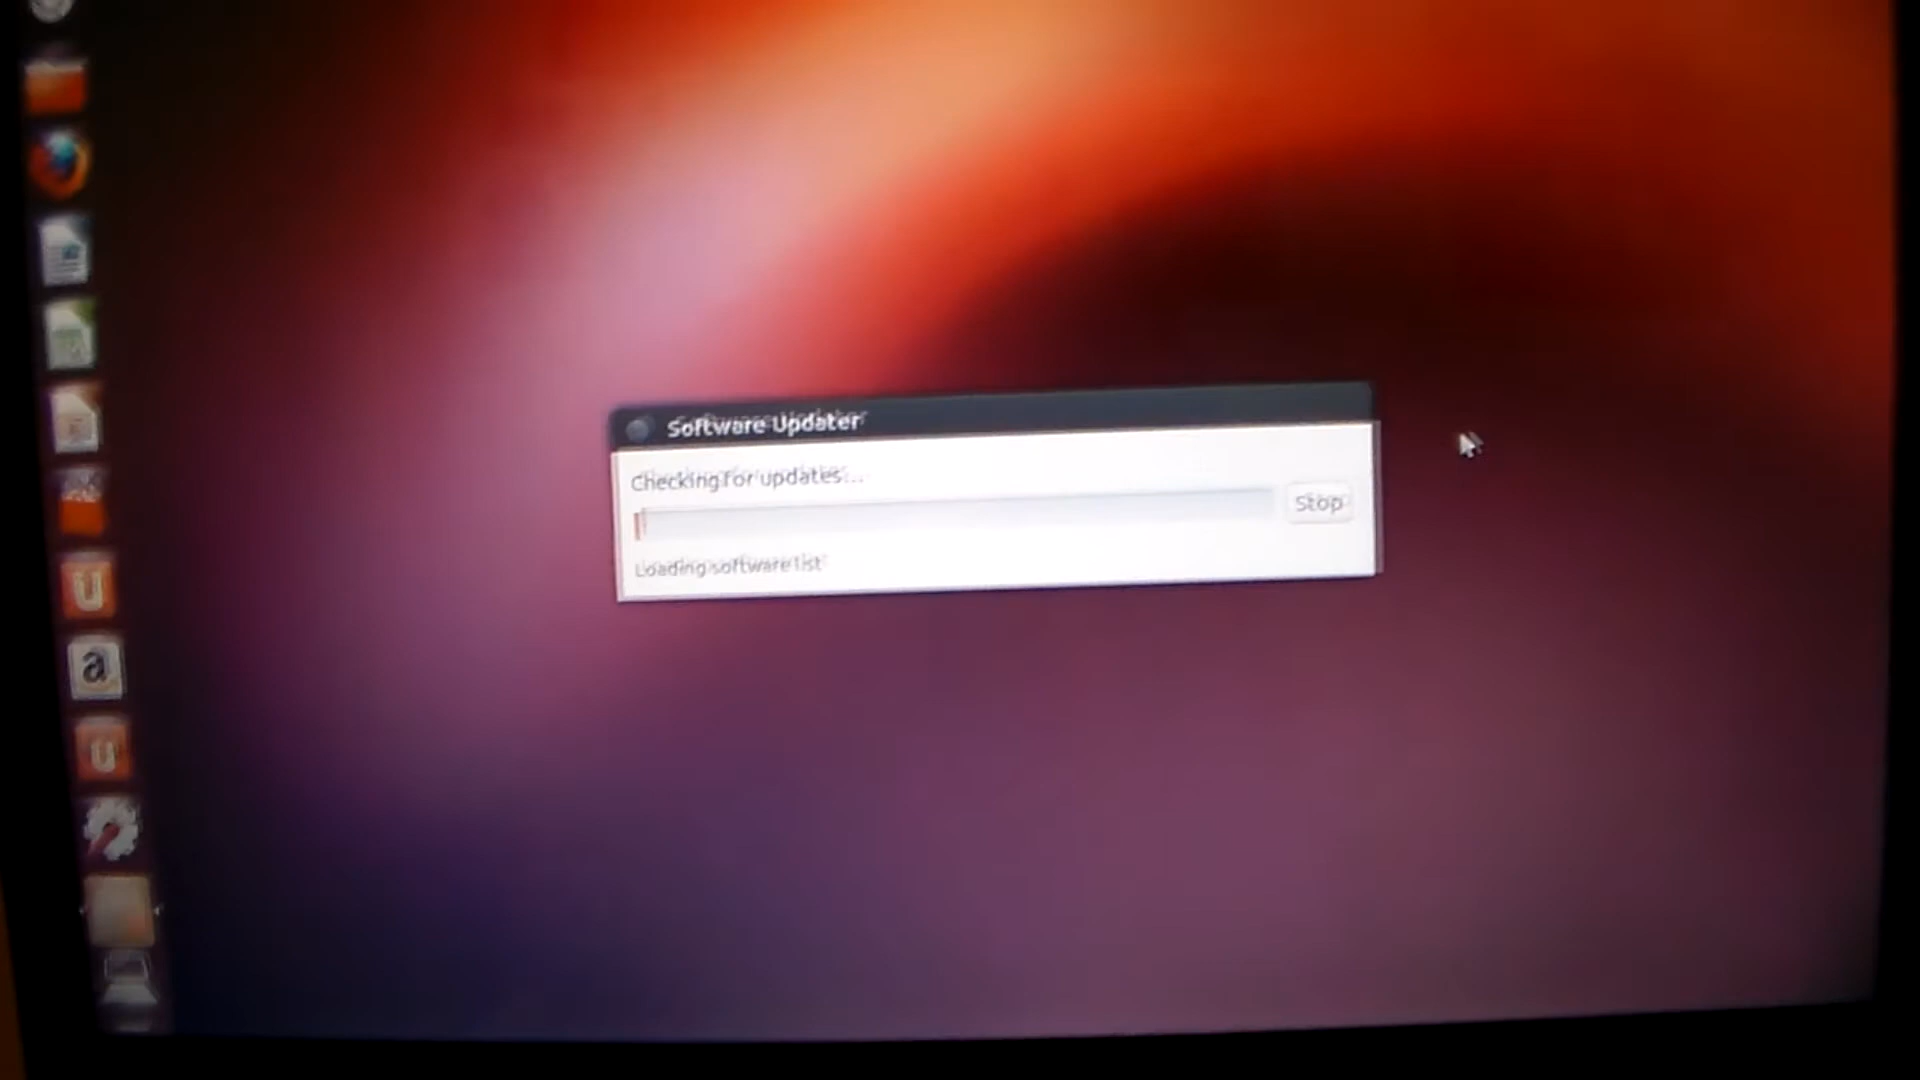 Software Updater
Checking for updates...
Stop
Loading software list
u
a
u